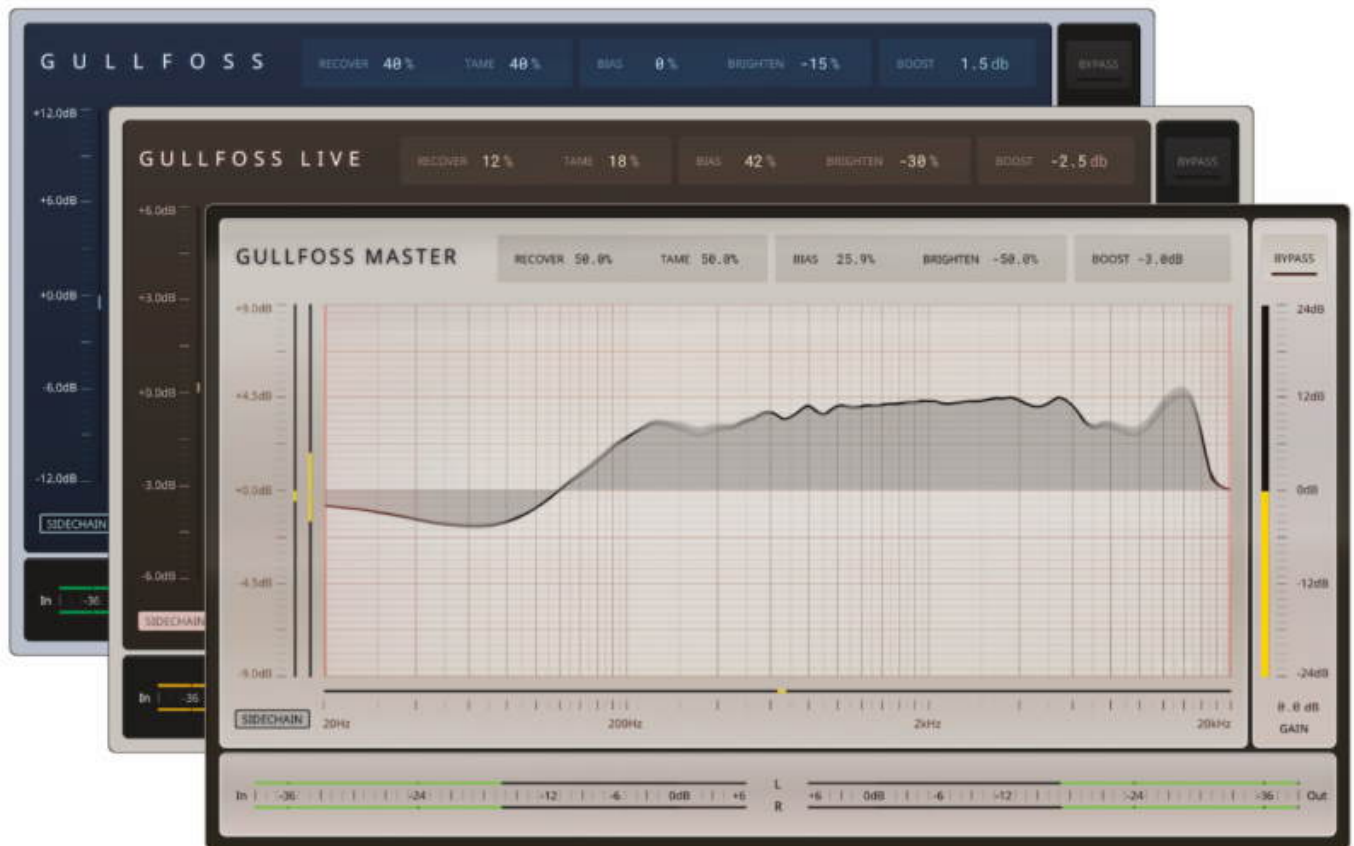 GULLFOSS RECOVER 40% TAME 40% BIAS 0% BRIGHTEN -15% BOOST 1.5 db BYPASS
+12.0dB
+6.0dB
+0.0dB
-6.0dB
-12.0dB
SIDECHAIN
In -36
GULLFOSS LIVE RECOVER 12% TAME 18% BIAS 42% BRIGHTEN -30% BOOST -2.5 db BYPASS
+6.0dB
+3.0dB
+0.0dB
-3.0dB
-6.0dB
SIDECHAIN
In -36
GULLFOSS MASTER RECOVER 50.0% TAME 50.0% BIAS 25.9% BRIGHTEN -50.0% BOOST -3.0dB BYPASS
+9.0dB 24dB
+4.5dB 12dB
+0.0dB 0dB
-4.5dB -12dB
-9.0dB -24dB
0.0 dB
SIDECHAIN 20Hz 200Hz 2kHz 20kHz GAIN
L
In -36 -24 -12 -6 0dB +6 +6 0dB -6 -12 -24 -36 Out
R